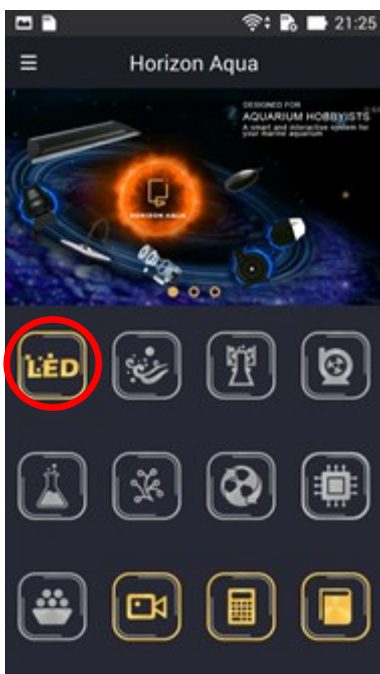 21:25
Horizon Aqua
DESIGNED FOR
AQUARIUM HOBBYISTS
A smart and interactive system for
your marine aquarium
HORIZON AQUA
LED